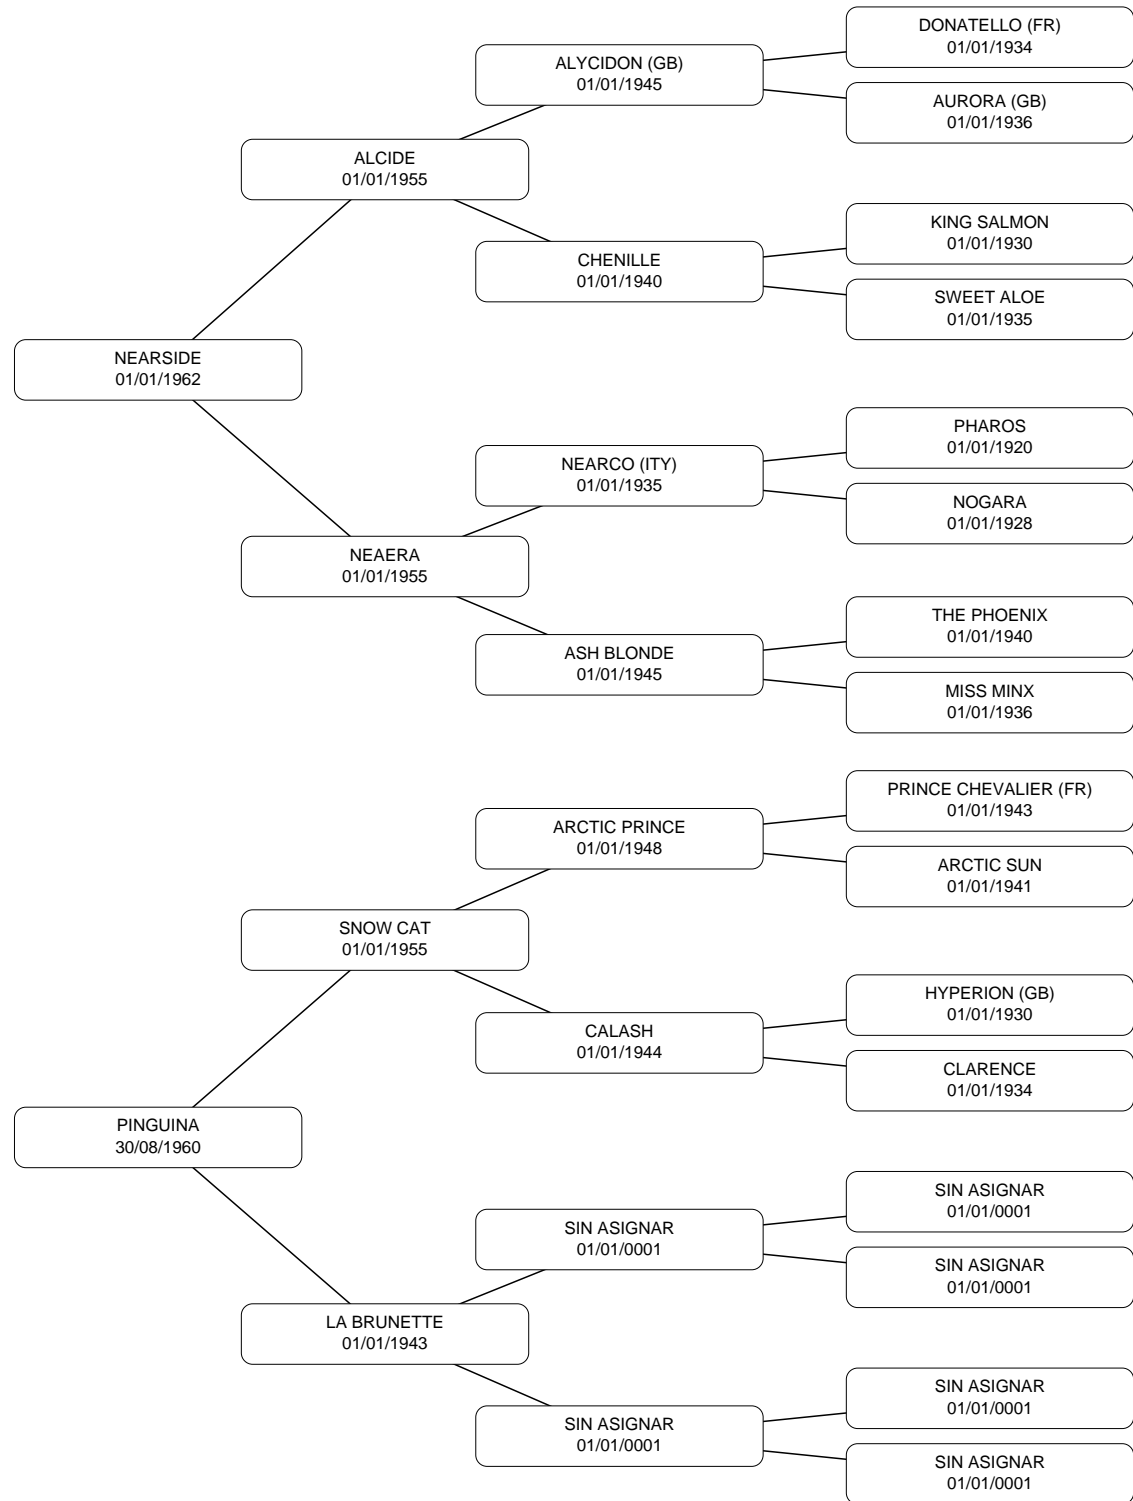 DONATELLO (FR)
01/01/1934
ALYCIDON (GB)
01/01/1945
AURORA (GB)
01/01/1936
ALCIDE
01/01/1955
KING SALMON
01/01/1930
CHENILLE
01/01/1940
SWEET ALOE
01/01/1935
NEARSIDE
01/01/1962
PHAROS
01/01/1920
NEARCO (ITY)
01/01/1935
NOGARA
01/01/1928
NEAERA
01/01/1955
THE PHOENIX
01/01/1940
ASH BLONDE
01/01/1945
MISS MINX
01/01/1936
PRINCE CHEVALIER (FR)
01/01/1943
ARCTIC PRINCE
01/01/1948
ARCTIC SUN
01/01/1941
SNOW CAT
01/01/1955
HYPERION (GB)
01/01/1930
CALASH
01/01/1944
CLARENCE
01/01/1934
PINGUINA
30/08/1960
SIN ASIGNAR
01/01/0001
SIN ASIGNAR
01/01/0001
SIN ASIGNAR
01/01/0001
LA BRUNETTE
01/01/1943
SIN ASIGNAR
01/01/0001
SIN ASIGNAR
01/01/0001
SIN ASIGNAR
01/01/0001